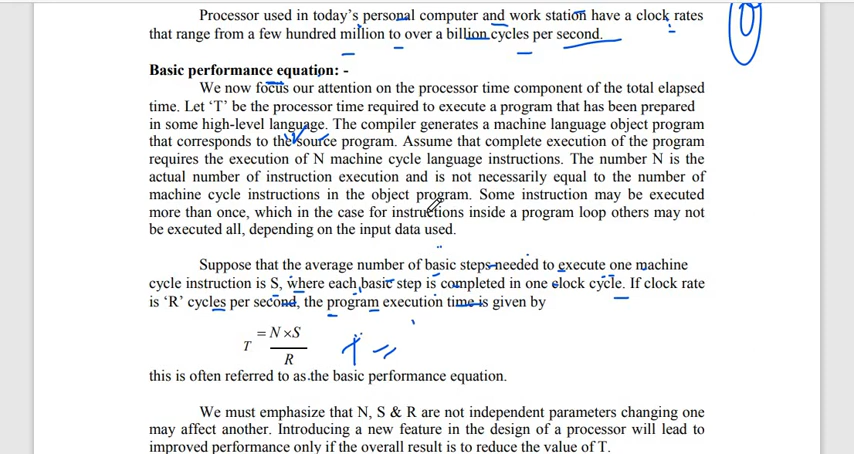 Processor used in today's personal computer and work station have a clock rates
that range from a few hundred million to over a billion cycles per second.
Basic performance equation: -
We now focus our attention on the processor time component of the total elapsed
time. Let 'T' be the processor time required to execute a program that has been prepared
in some high-level language. The compiler generates a machine language object program
that corresponds to the source program. Assume that complete execution of the program
requires the execution of N machine cycle language instructions. The number N is the
actual number of instruction execution and is not necessarily equal to the number of
machine cycle instructions in the object program. Some instruction may be executed
more than once, which in the case for instructions inside a program loop others may not
be executed all, depending on the input data used.
Suppose that the average number of basic steps needed to execute one machine
cycle instruction is S, where each basic step is completed in one clock cycle. If clock rate
is 'R' cycles per second, the program execution time is given by
= N ×S
T
R
T =
this is often referred to as the basic performance equation.
We must emphasize that N, S & R are not independent parameters changing one
may affect another. Introducing a new feature in the design of a processor will lead to
improved performance only if the overall result is to reduce the value of T.